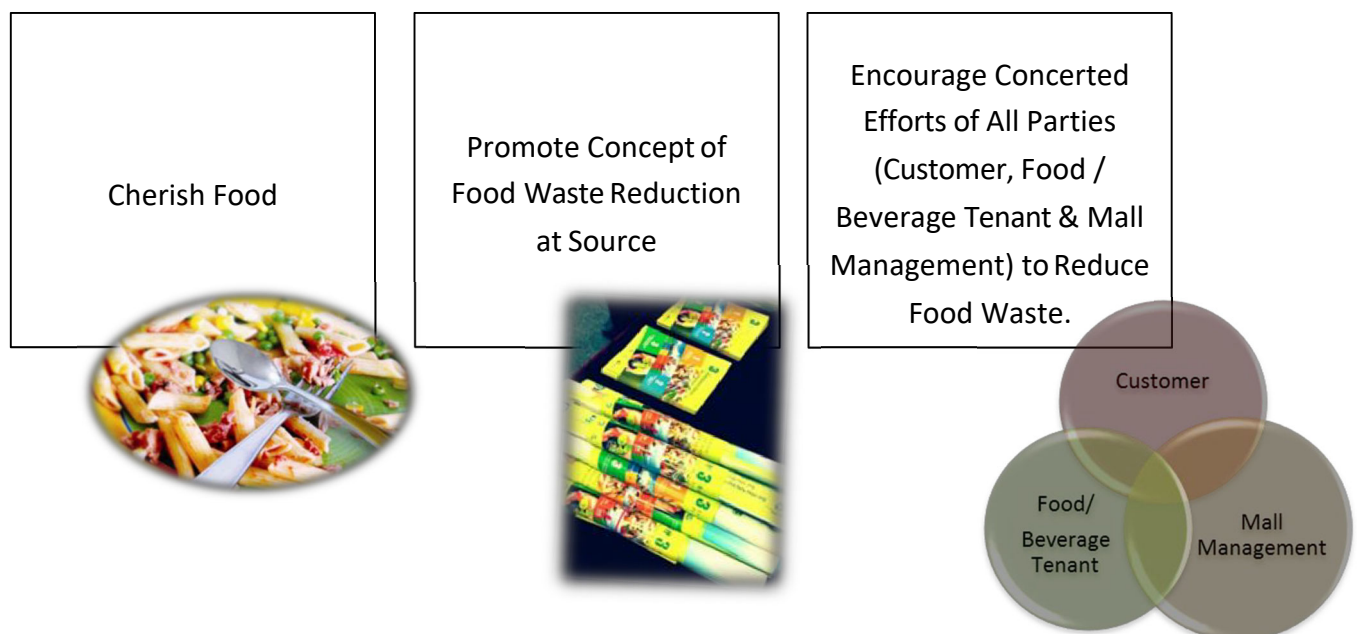 Cherish Food
Promote Concept of
Food Waste Reduction
at Source
Encourage Concerted
Efforts of All Parties
(Customer, Food /
Beverage Tenant & Mall
Management) to Reduce
Food Waste.
Customer
Food/
Beverage
Tenant
Mall
Management